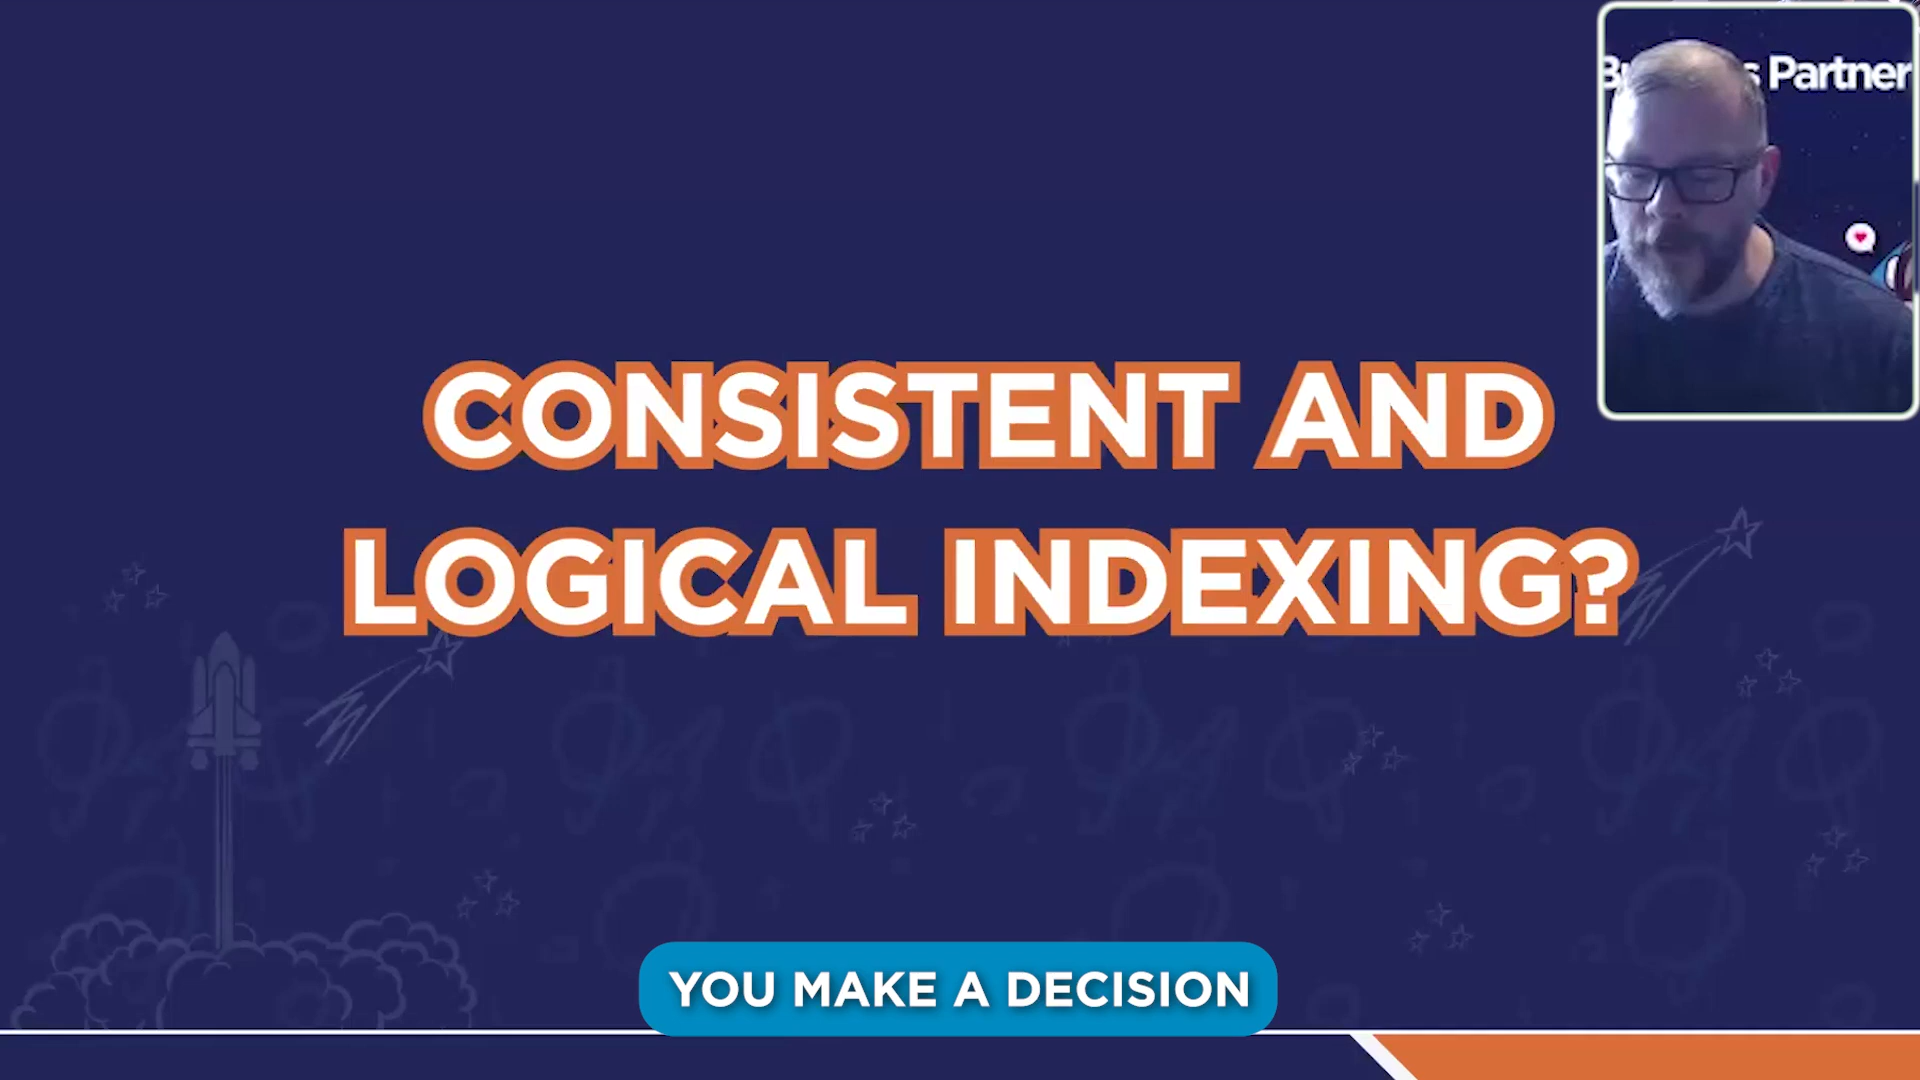 Partner
CONSISTENT AND
LOGICAL INDEXING?
YOU MAKE A DECISION